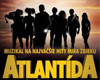 MUZIKÁL NA NAJVÄČŠIE HITY MIRA ŽBIRKU
ATLANTÍDA